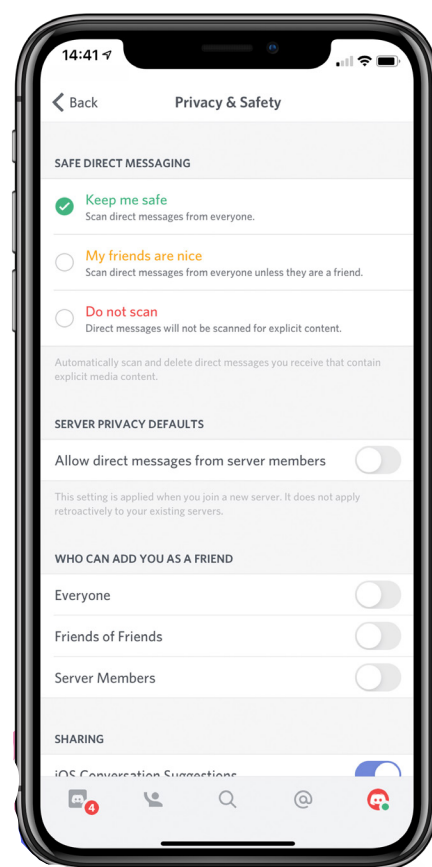 14:41
Back
Privacy & Safety
SAFE DIRECT MESSAGING
Keep me safe
Scan direct messages from everyone.
My friends are nice
Scan direct messages from everyone unless they are a friend.
Do not scan
Direct messages will not be scanned for explicit content.
Automatically scan and delete direct messages you receive that contain
explicit media content.
SERVER PRIVACY DEFAULTS
Allow direct messages from server members
This setting is applied when you join a new server. It does not apply
retroactively to your existing servers.
WHO CAN ADD YOU AS A FRIEND
Everyone
Friends of Friends
Server Members
SHARING
iOS Conversation Suggestions
4
@